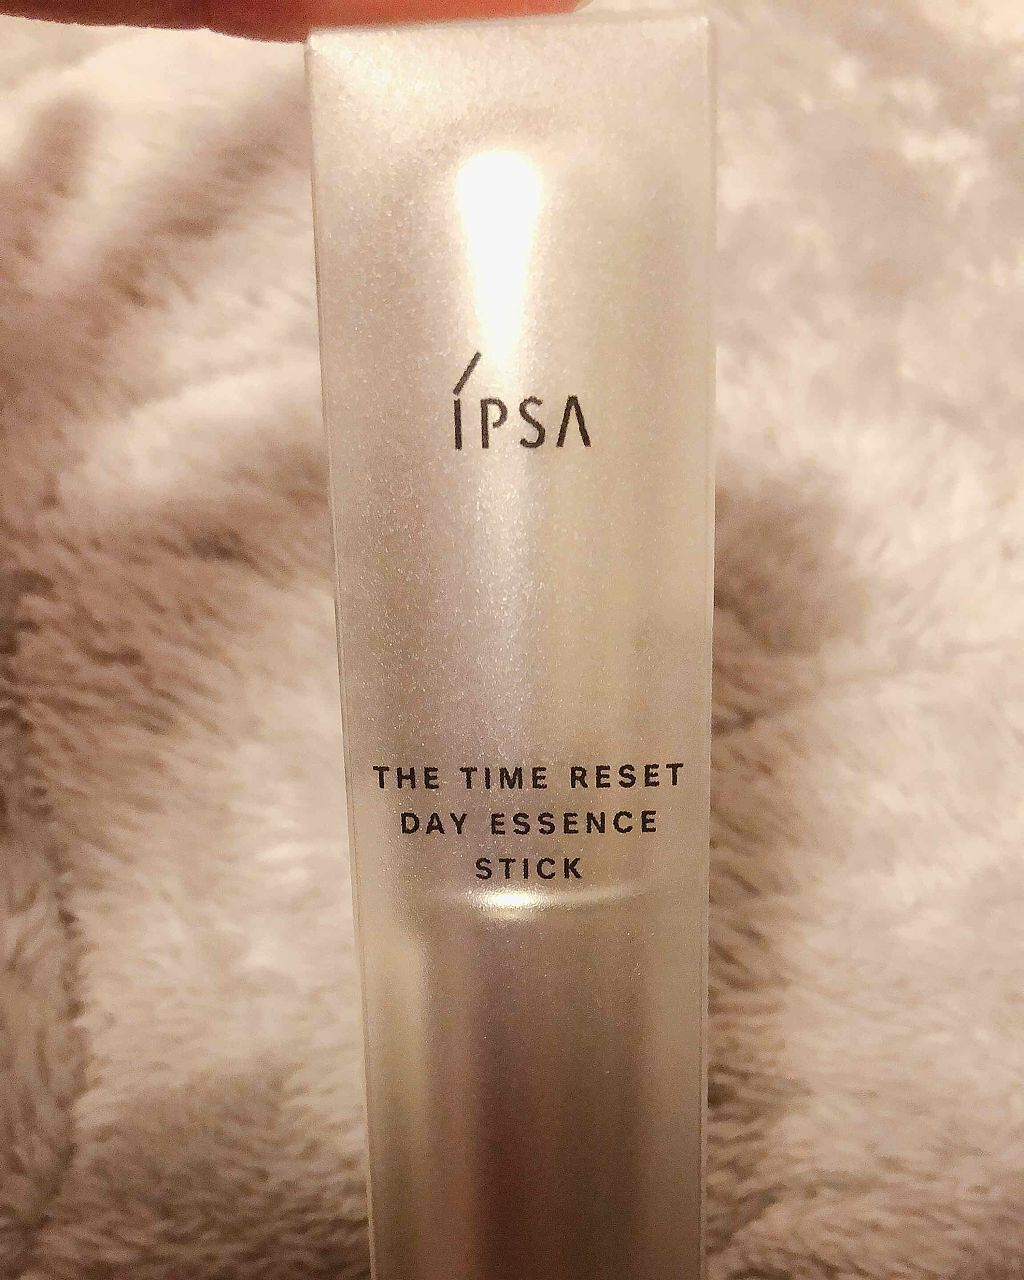 ÍPSA
THE TIME RESET
DAY ESSENCE
STICK